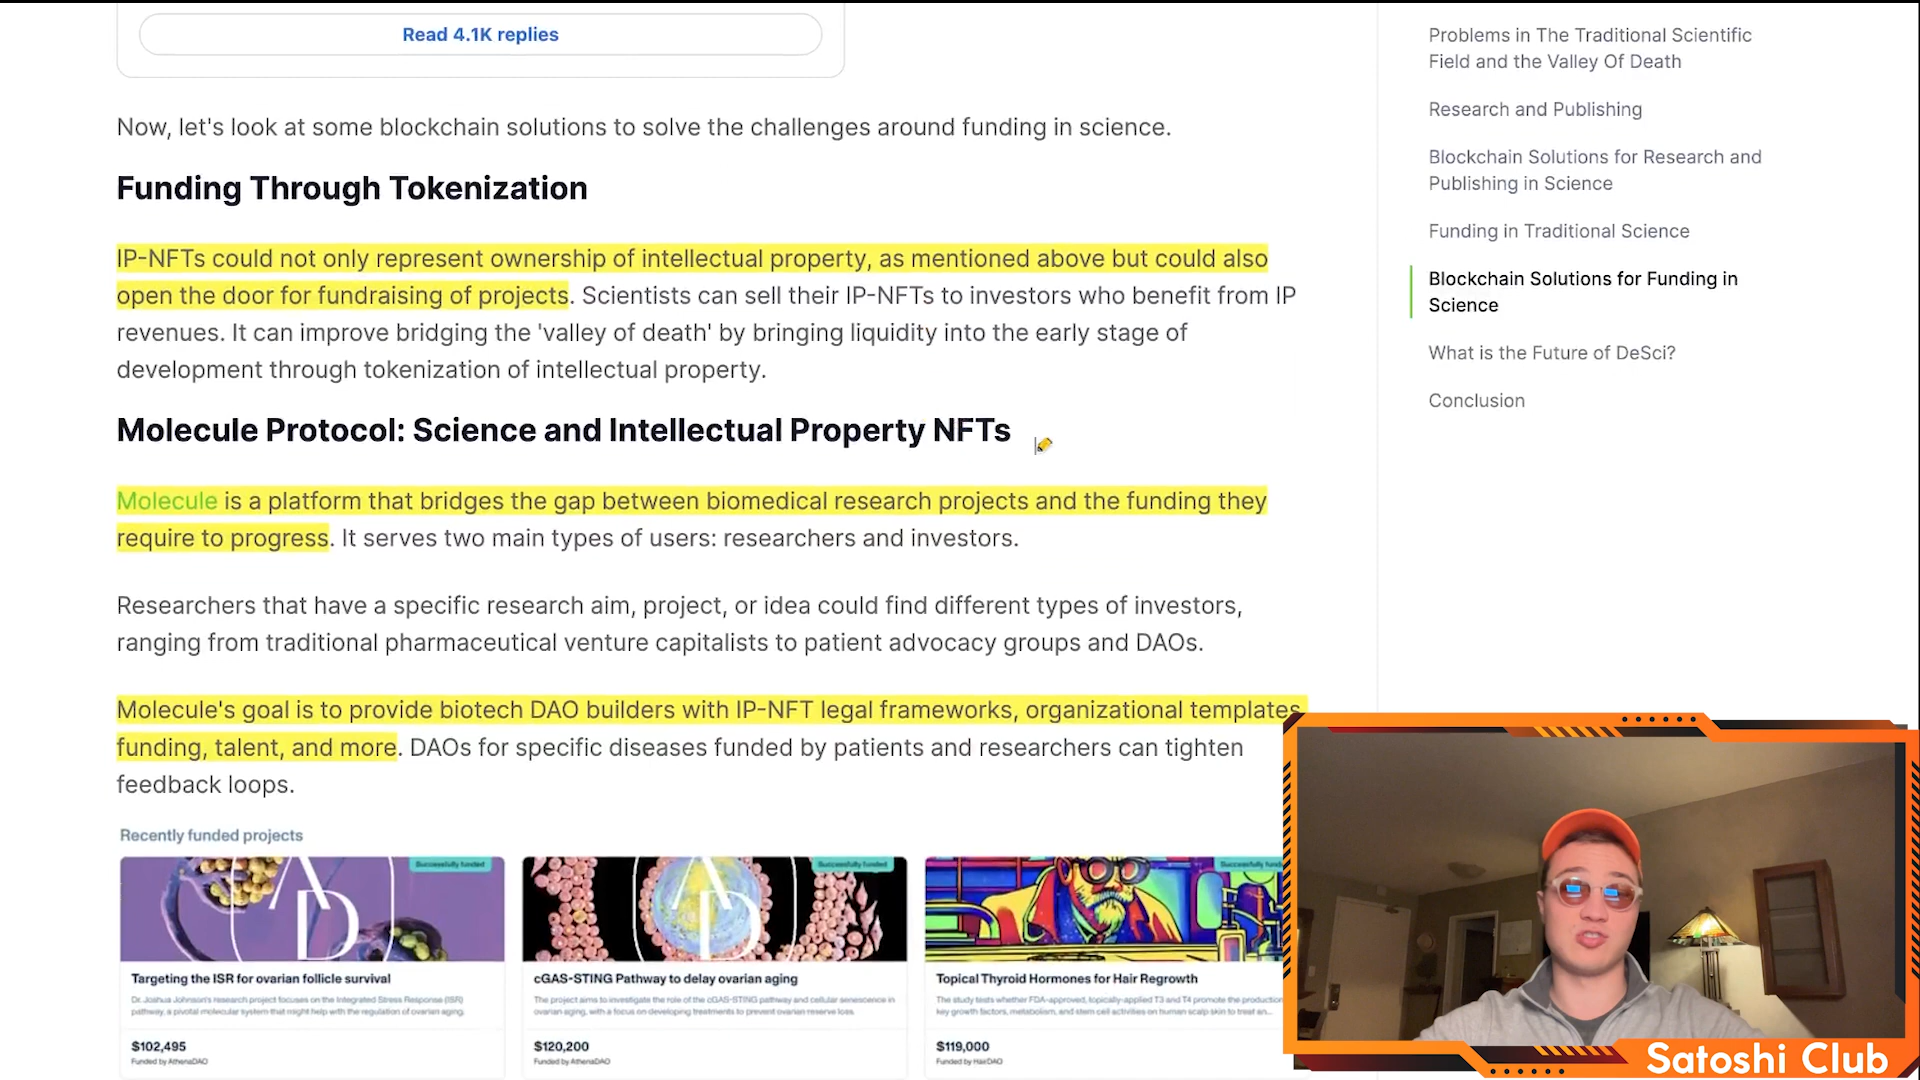 Read 4.1K replies
Now, let's look at some blockchain solutions to solve the challenges around funding in science.
Funding Through Tokenization
IP-NFTs could not only represent ownership of intellectual property, as mentioned above but could also
open the door for fundraising of projects. Scientists can sell their IP-NFTs to investors who benefit from IP
revenues. It can improve bridging the 'valley of death' by bringing liquidity into the early stage of
development through tokenization of intellectual property.
Molecule Protocol: Science and Intellectual Property NFTs
Molecule is a platform that bridges the gap between biomedical research projects and the funding they
require to progress. It serves two main types of users: researchers and investors.
Researchers that have a specific research aim, project, or idea could find different types of investors,
ranging from traditional pharmaceutical venture capitalists to patient advocacy groups and DAOs.
Molecule's goal is to provide biotech DAO builders with IP-NFT legal frameworks, organizational templates,
funding, talent, and more. DAOs for specific diseases funded by patients and researchers can tighten
feedback loops.
Recently funded projects
Successfully funded
A
D
Targeting the ISR for ovarian follicle survival
Dr. Joshua Johnson's research project focuses on the Integrated Stress Response (ISR)
pathway, a pivotal molecular system that might help with the regulation of ovarian aging.
$102,495
Funded by AthenaDAO
Successfully funded
A
D
cGAS-STING Pathway to delay ovarian aging
The project aims to investigate the role of the cGAS-STING pathway and cellular senescence in
ovarian aging, with a focus on developing treatments to prevent ovarian reserve loss.
$120,200
Funded by AthenaDAO
Successfully fund
Topical Thyroid Hormones for Hair Regrowth
The study tests whether FDA-approved, topically-applied T3 and T4 promote the production
key growth factors, metabolism, and stem cell activities on human scalp skin to treat an...
$119,000
Funded by HairDAO
Problems in The Traditional Scientific
Field and the Valley Of Death
Research and Publishing
Blockchain Solutions for Research and
Publishing in Science
Funding in Traditional Science
Blockchain Solutions for Funding in
Science
What is the Future of DeSci?
Conclusion
Satoshi Club